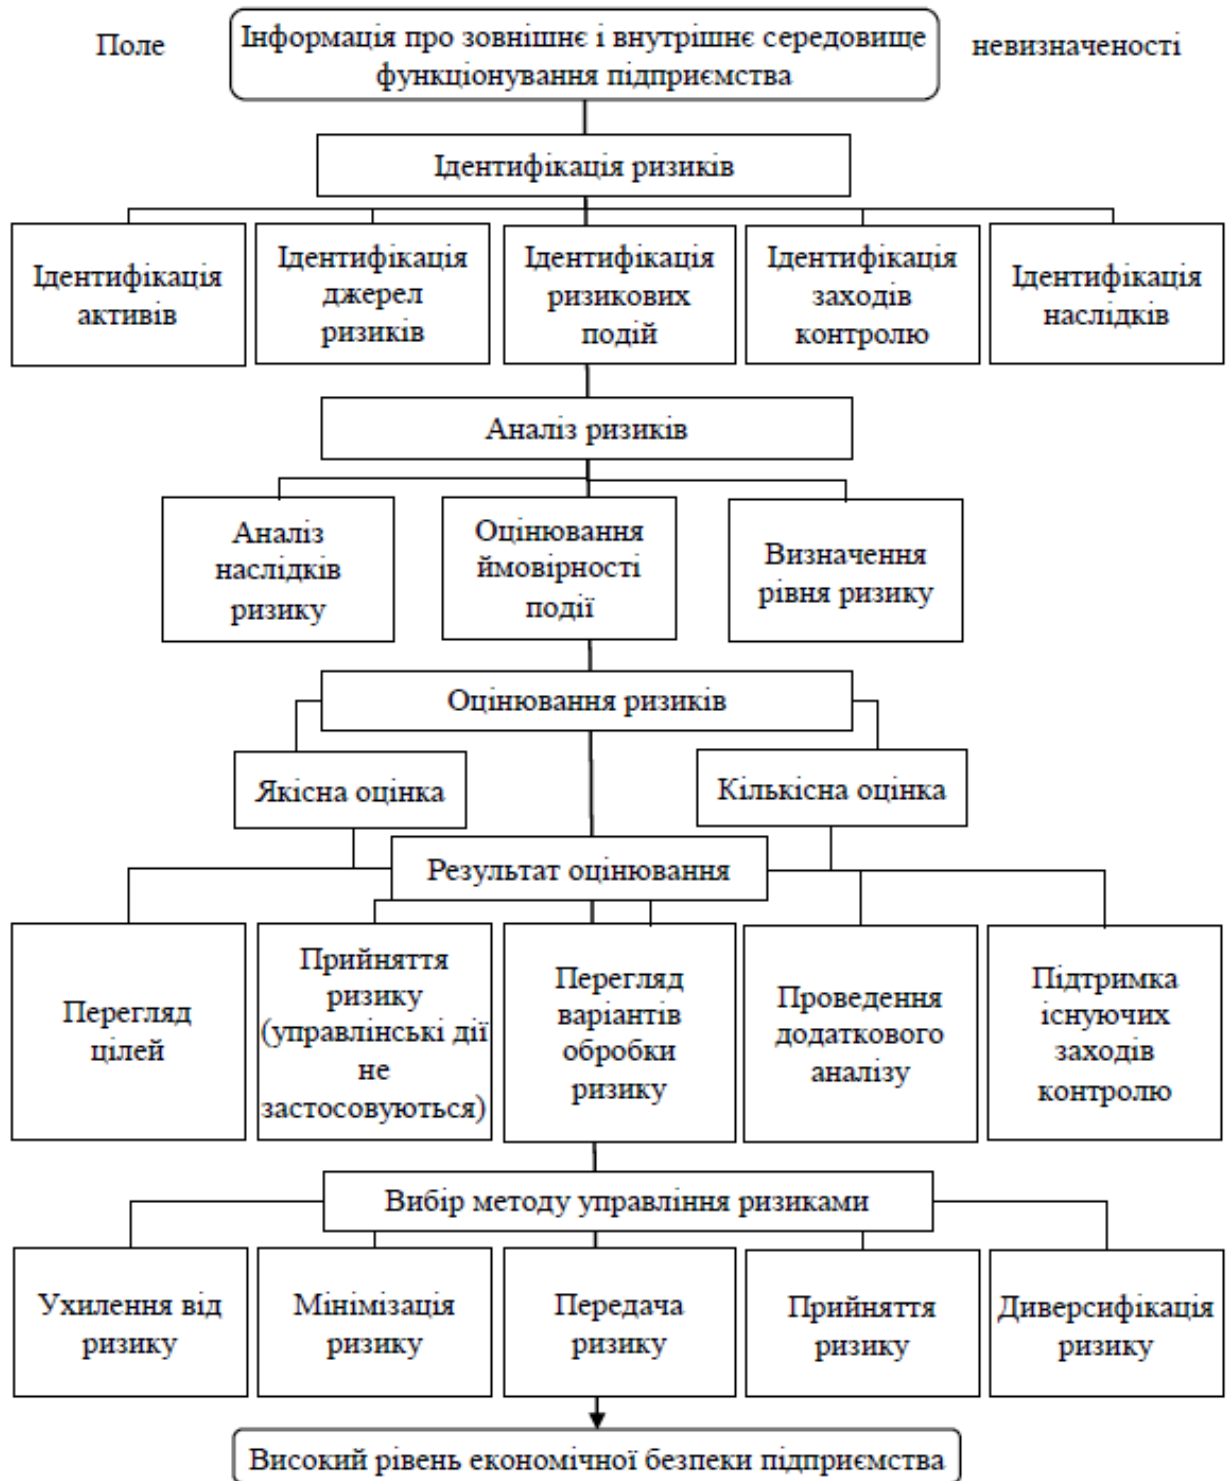 Поле
Інформація про зовнішнє і внутрішнє середовище
функціонування підприємства
невизначеності
Ідентифікація ризиків
Ідентифікація
активів
Ідентифікація
джерел
ризиків
Ідентифікація
ризикових
подій
Ідентифікація
заходів
контролю
Ідентифікація
наслідків
Аналіз ризиків
Аналіз
наслідків
ризику
Оцінювання
ймовірності
події
Визначення
рівня ризику
Оцінювання ризиків
Якісна оцінка
Кількісна оцінка
Результат оцінювання
Перегляд
цілей
Прийняття
ризику
(управлінські дії
не
застосовуються)
Перегляд
варіантів
обробки
ризику
Проведення
додаткового
аналізу
Підтримка
існуючих
заходів
контролю
Вибір методу управління ризиками
Ухилення від
ризику
Мінімізація
ризику
Передача
ризику
Прийняття
ризику
Диверсифікація
ризику
Високий рівень економічної безпеки підприємства